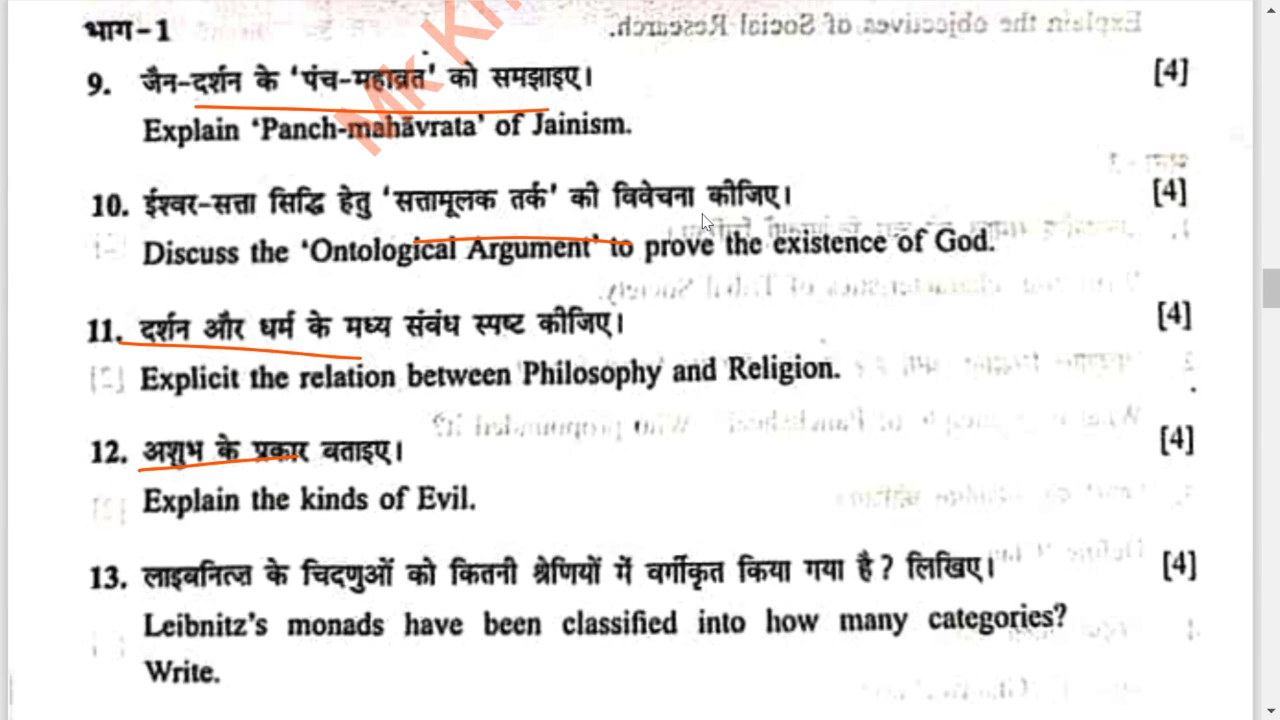 भाग-1
9. जैन-दर्शन के 'पंच-महाव्रत' को समझाइए। [4]
Explain 'Panch-mahāvrata' of Jainism.
10. ईश्वर-सत्ता सिद्धि हेतु 'सत्तामूलक तर्क' की विवेचना कीजिए। [4]
Discuss the 'Ontological Argument' to prove the existence of God.
11. दर्शन और धर्म के मध्य संबंध स्पष्ट कीजिए। [4]
Explicit the relation between Philosophy and Religion.
12. अशुभ के प्रकार बताइए। [4]
Explain the kinds of Evil.
13. लाइबनित्ज के चिदणुओं को कितनी श्रेणियों में वर्गीकृत किया गया है? लिखिए। [4]
Leibnitz's monads have been classified into how many categories?
Write.